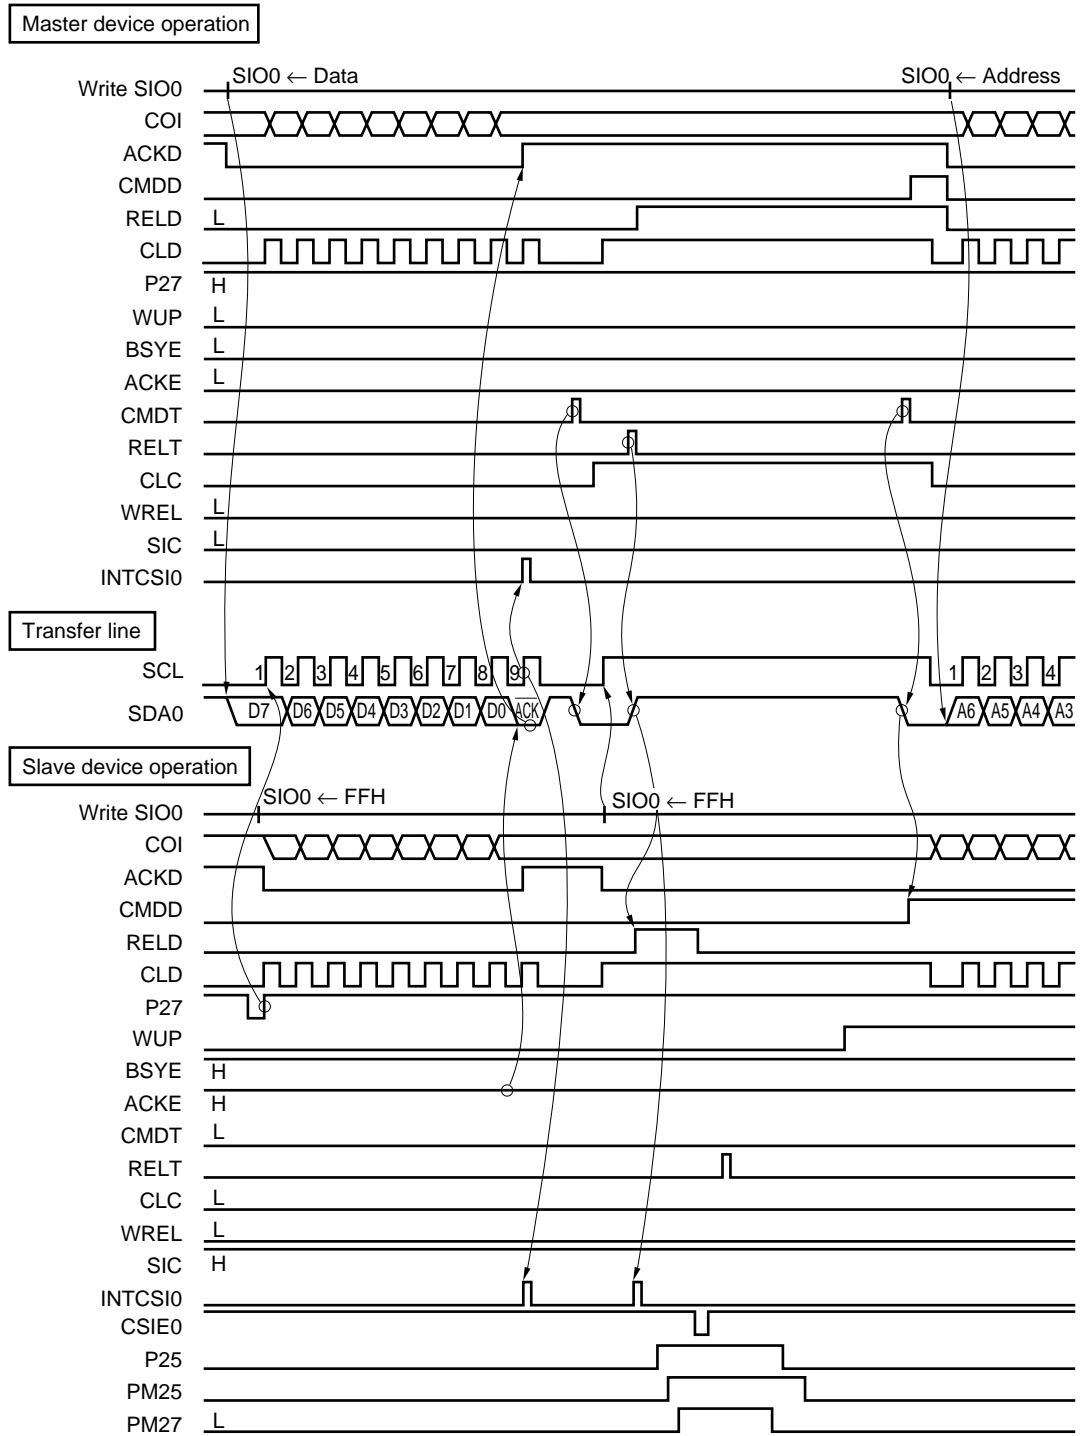 Master device operation
SIO0 ← Data
SIO0 ← Address
Write SIO0
COI
ACKD
CMDD
RELD L
CLD
P27 H
WUP L
BSYE L
ACKE L
CMDT
RELT
CLC
WREL L
SIC L
INTCSI0
Transfer line
SCL 1 2 3 4 5 6 7 8 9 1 2 3 4
SDA0 D7 D6 D5 D4 D3 D2 D1 D0 ACK A6 A5 A4 A3
Slave device operation
SIO0 ← FFH
SIO0 ← FFH
Write SIO0
COI
ACKD
CMDD
RELD
CLD
P27
WUP
BSYE H
ACKE H
CMDT L
RELT
CLC L
WREL L
SIC H
INTCSI0
CSIE0
P25
PM25
PM27 L